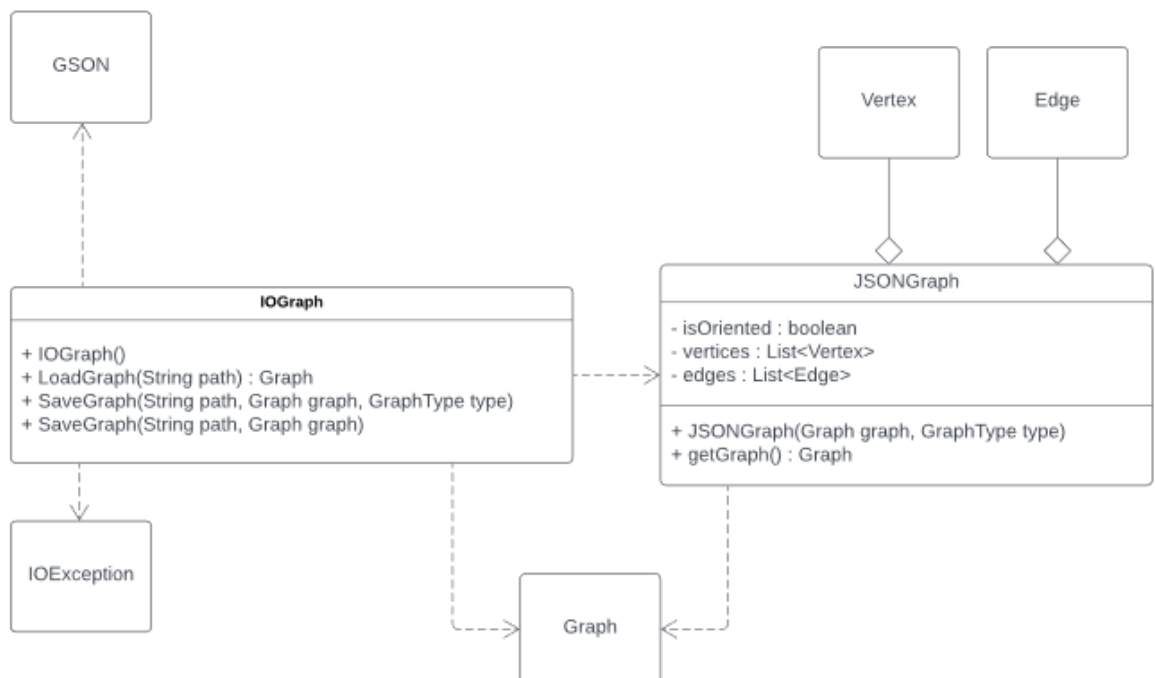 GSON
Vertex
Edge
IOGraph
+ IOGraph()
+ LoadGraph(String path) : Graph
+ SaveGraph(String path, Graph graph, GraphType type)
+ SaveGraph(String path, Graph graph)
JSONGraph
- isOriented : boolean
- vertices : List<Vertex>
- edges : List<Edge>
+ JSONGraph(Graph graph, GraphType type)
+ getGraph() : Graph
IOException
Graph